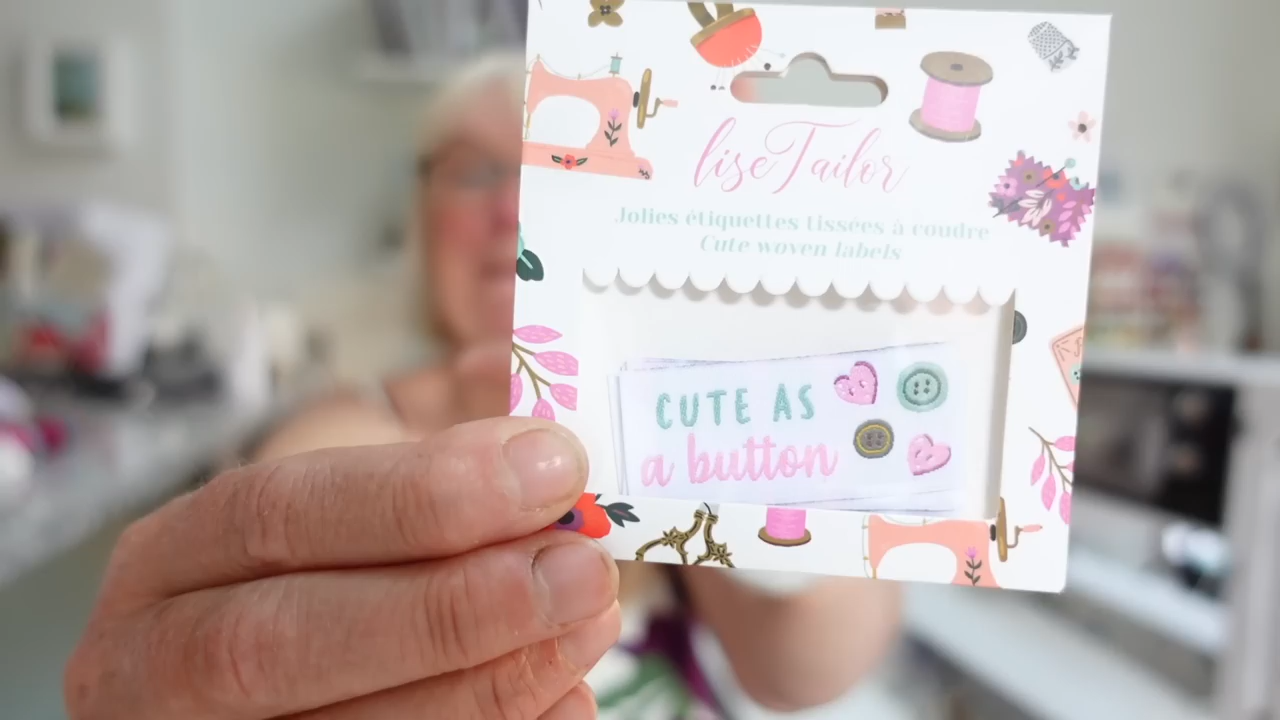 lise Tailor
Jolies étiquettes tissées à coudre
Cute woven labels
CUTE AS
a button